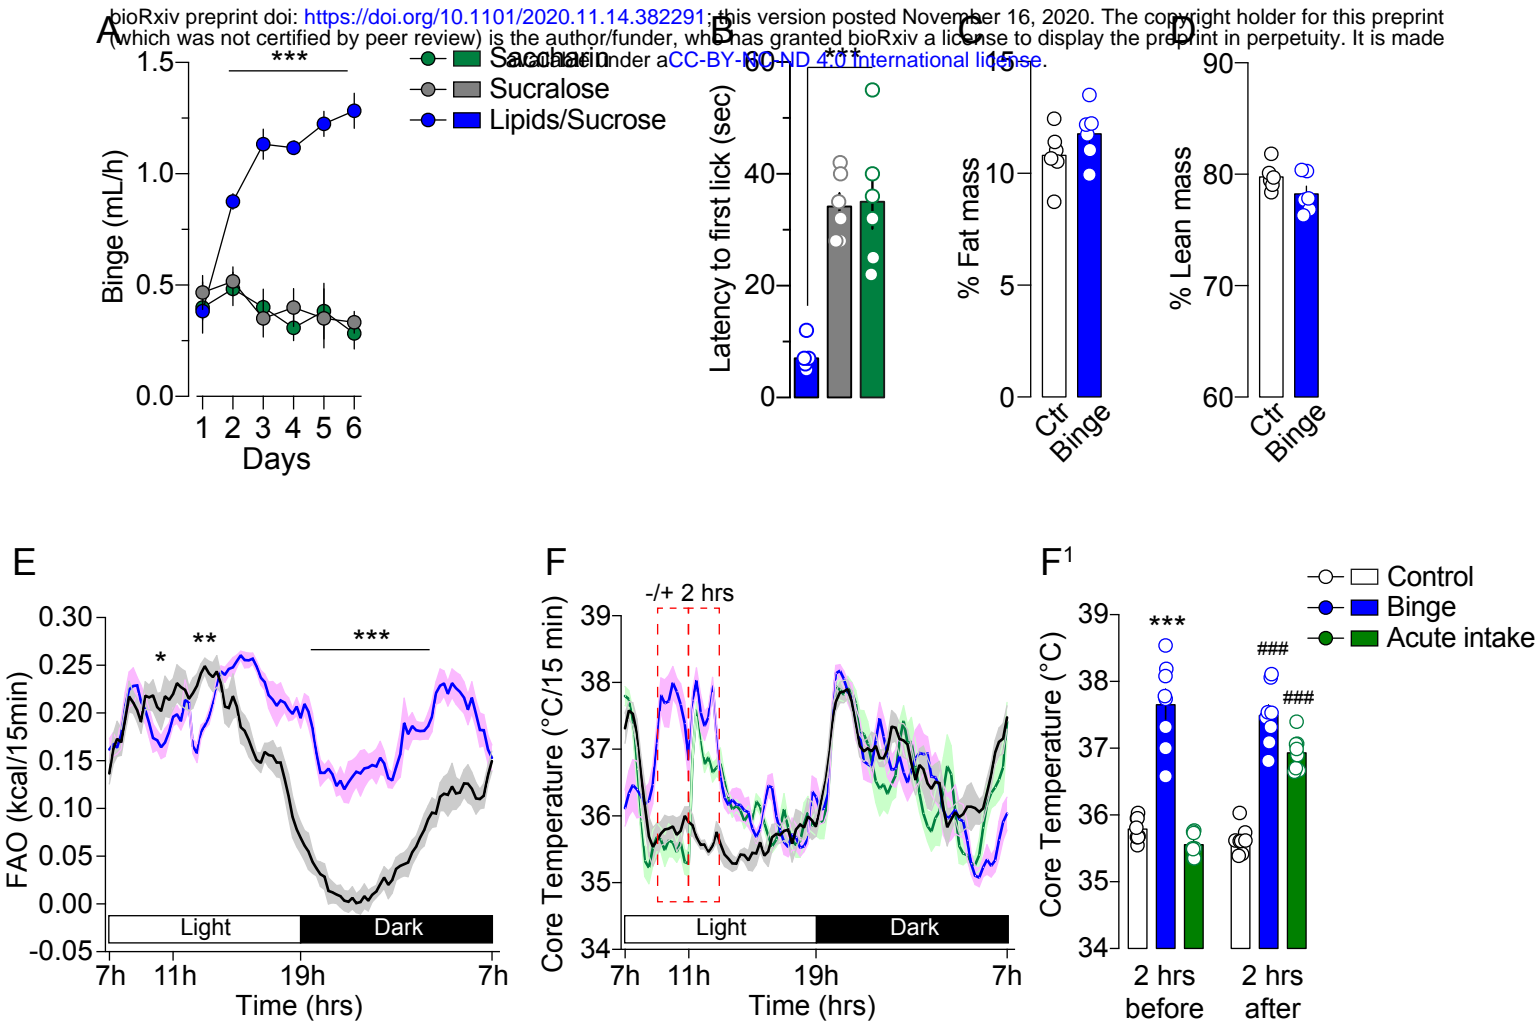 bioRxiv preprint doi: https://doi.org/10.1101/2020.11.14.382291; this version posted November 16, 2020. The copyright holder for this preprint
(which was not certified by peer review) is the author/funder, who has granted bioRxiv a license to display the preprint in perpetuity. It is made
available under aCC-BY-NC-ND 4.0 International license.
A
Saccharin
Sucralose
Lipids/Sucrose
***
Binge (mL/h)
1.5
1.0
0.5
0.0
1 2 3 4 5 6
Days
B
***
Latency to first lick (sec)
60
40
20
0
C
% Fat mass
15
10
5
0
Ctr
Binge
D
% Lean mass
90
80
70
60
Ctr
Binge
E
FAO (kcal/15min)
0.30
0.25
0.20
0.15
0.10
0.05
0.00
-0.05
*
**
***
Light
Dark
7h 11h 19h 7h
Time (hrs)
F
-/+ 2 hrs
Core Temperature (°C/15 min)
39
38
37
36
35
34
Light
Dark
7h 11h 19h 7h
Time (hrs)
F1
Control
Binge
Acute intake
Core Temperature (°C)
39
38
37
36
35
34
***
###
###
2 hrs
before
2 hrs
after